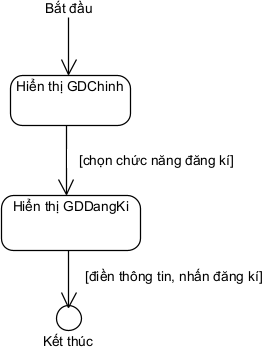 Bắt đầu
Hiển thị GDChinh
[chọn chức năng đăng kí]
Hiển thị GDDangKi
[điền thông tin, nhấn đăng kí]
Kết thúc